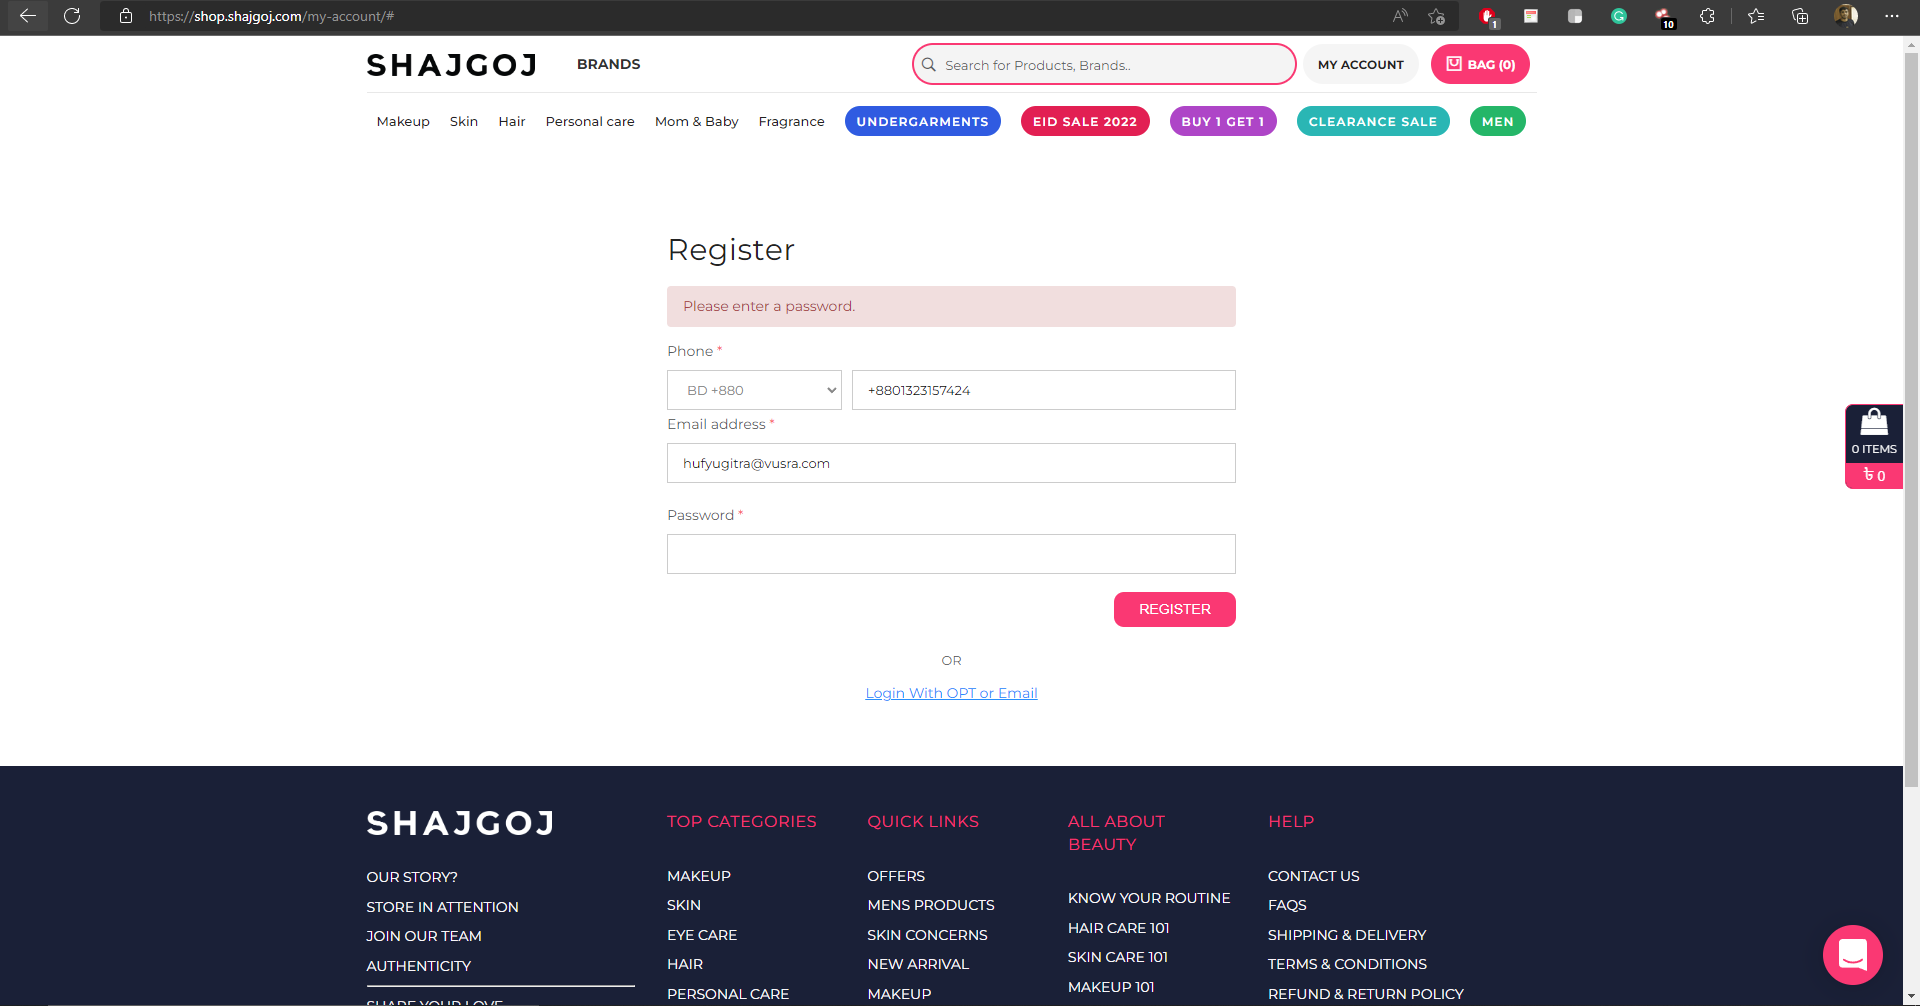 https://shop.shajgoj.com/my-account/#
1
10
SHAJGOJ
BRANDS
Search for Products, Brands..
MY ACCOUNT
BAG (0)
Makeup
Skin
Hair
Personal care
Mom & Baby
Fragrance
UNDERGARMENTS
EID SALE 2022
BUY 1 GET 1
CLEARANCE SALE
MEN
Register
Please enter a password.
Phone *
BD +880
+8801323157424
Email address *
hufyugitra@vusra.com
Password *
REGISTER
OR
Login With OPT or Email
0 ITEMS
৳ 0
SHAJGOJ
OUR STORY?
STORE IN ATTENTION
JOIN OUR TEAM
AUTHENTICITY
SHARE YOUR LOVE
TOP CATEGORIES
MAKEUP
SKIN
EYE CARE
HAIR
PERSONAL CARE
QUICK LINKS
OFFERS
MENS PRODUCTS
SKIN CONCERNS
NEW ARRIVAL
MAKEUP
ALL ABOUT
BEAUTY
KNOW YOUR ROUTINE
HAIR CARE 101
SKIN CARE 101
MAKEUP 101
HELP
CONTACT US
FAQS
SHIPPING & DELIVERY
TERMS & CONDITIONS
REFUND & RETURN POLICY